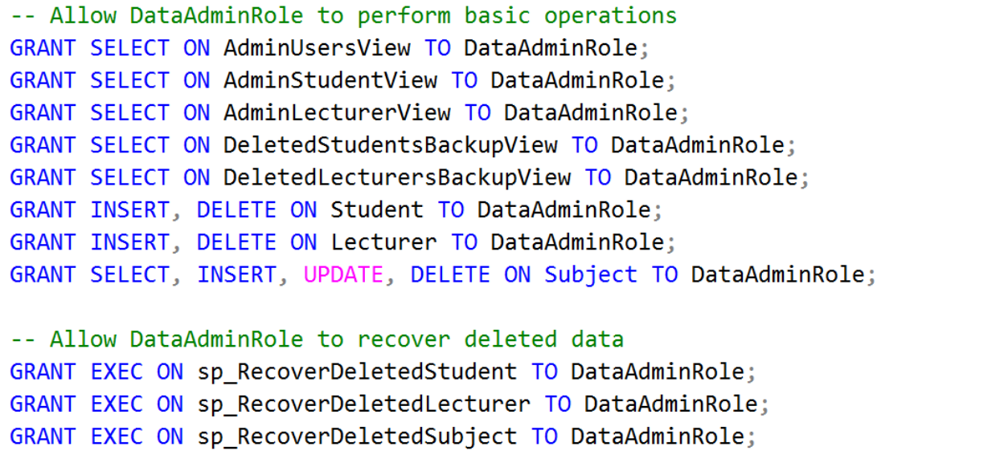 -- Allow DataAdminRole to perform basic operations
GRANT SELECT ON AdminUsersView TO DataAdminRole;
GRANT SELECT ON AdminStudentView TO DataAdminRole;
GRANT SELECT ON AdminLecturerView TO DataAdminRole;
GRANT SELECT ON DeletedStudentsBackupView TO DataAdminRole;
GRANT SELECT ON DeletedLecturersBackupView TO DataAdminRole;
GRANT INSERT, DELETE ON Student TO DataAdminRole;
GRANT INSERT, DELETE ON Lecturer TO DataAdminRole;
GRANT SELECT, INSERT, UPDATE, DELETE ON Subject TO DataAdminRole;
-- Allow DataAdminRole to recover deleted data
GRANT EXEC ON sp_RecoverDeletedStudent TO DataAdminRole;
GRANT EXEC ON sp_RecoverDeletedLecturer TO DataAdminRole;
GRANT EXEC ON sp_RecoverDeletedSubject TO DataAdminRole;